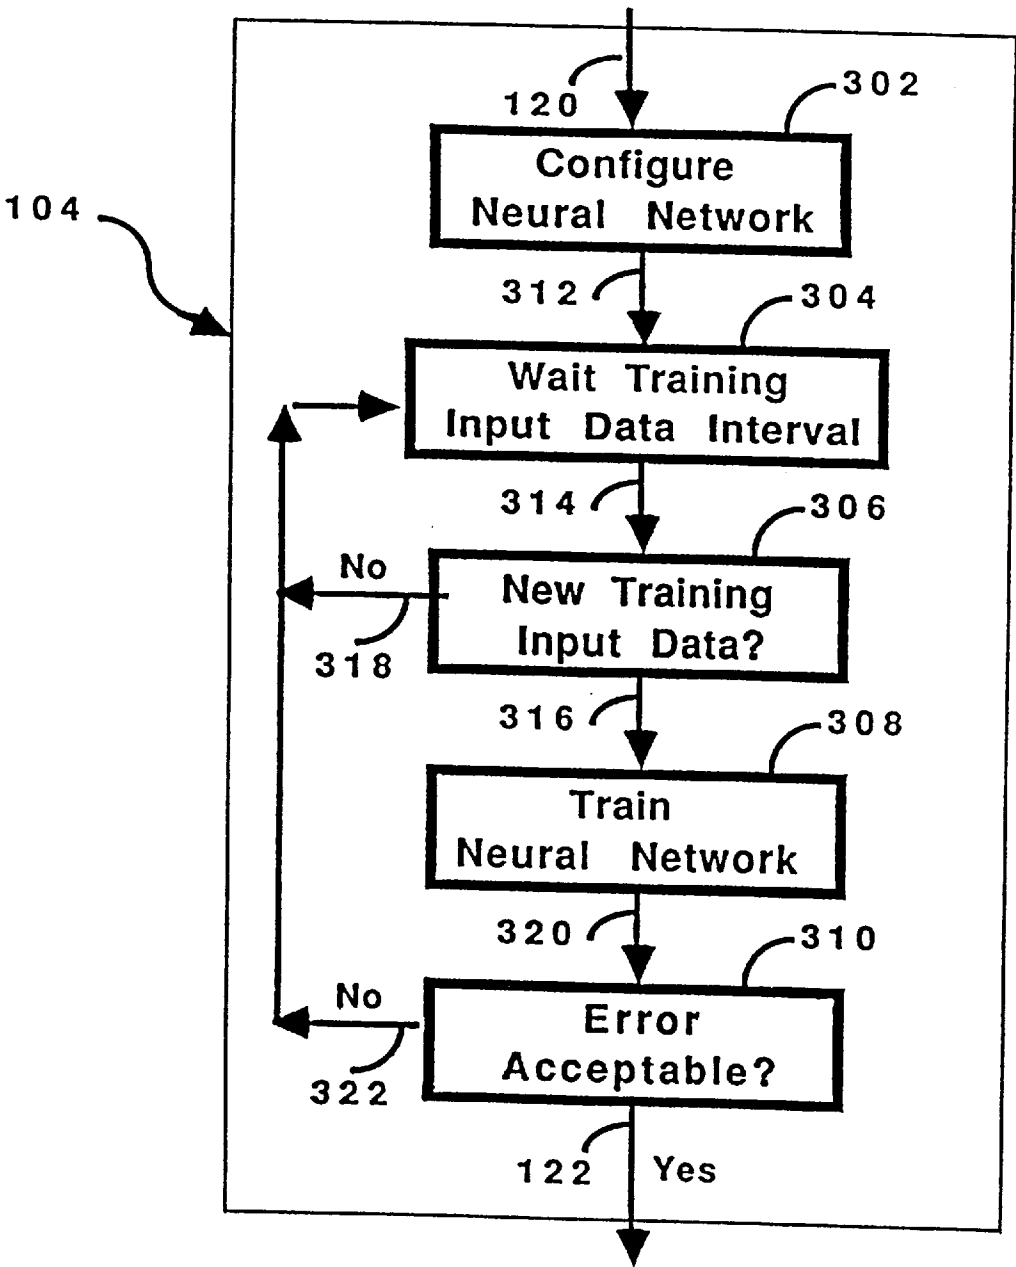 120
302
Configure
Neural Network
104
312
304
Wait Training
Input Data Interval
314
306
No
New Training
Input Data?
318
316
308
Train
Neural Network
320
310
No
Error
Acceptable?
322
122
Yes